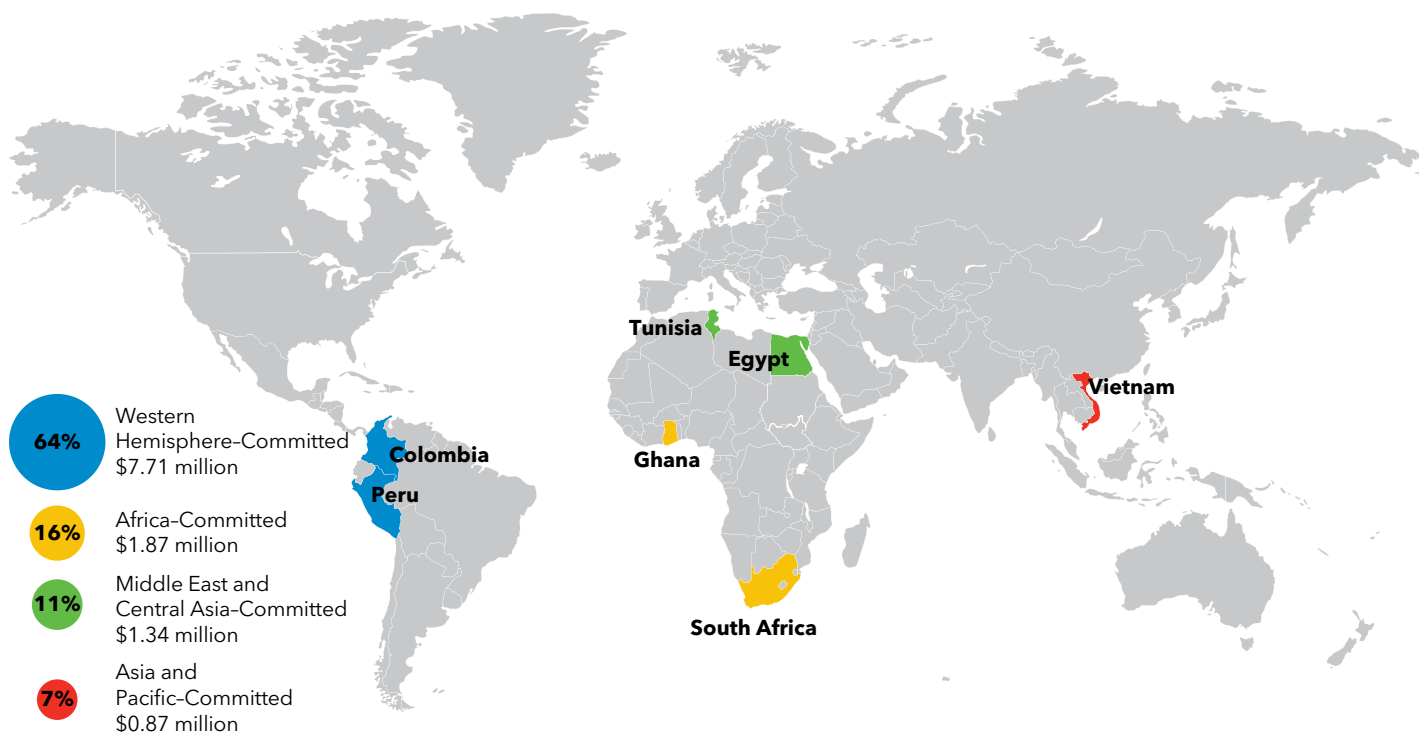 Tunisia
Egypt
Vietnam
Ghana
Colombia
Peru
South Africa
64%
Western
Hemisphere–Committed
$7.71 million
16%
Africa–Committed
$1.87 million
11%
Middle East and
Central Asia–Committed
$1.34 million
7%
Asia and
Pacific–Committed
$0.87 million